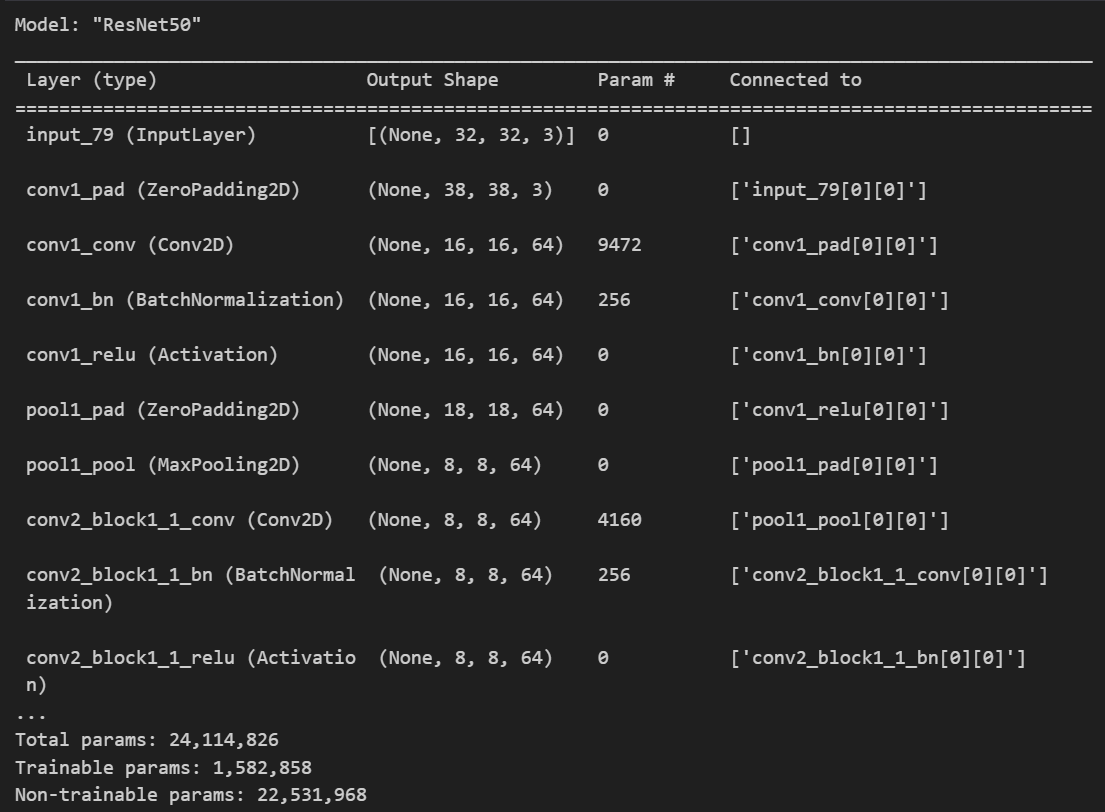 Model: "ResNet50"
Layer (type) Output Shape Param # Connected to
input_79 (InputLayer) [(None, 32, 32, 3)] 0 []
conv1_pad (ZeroPadding2D) (None, 38, 38, 3) 0 ['input_79[0][0]']
conv1_conv (Conv2D) (None, 16, 16, 64) 9472 ['conv1_pad[0][0]']
conv1_bn (BatchNormalization) (None, 16, 16, 64) 256 ['conv1_conv[0][0]']
conv1_relu (Activation) (None, 16, 16, 64) 0 ['conv1_bn[0][0]']
pool1_pad (ZeroPadding2D) (None, 18, 18, 64) 0 ['conv1_relu[0][0]']
pool1_pool (MaxPooling2D) (None, 8, 8, 64) 0 ['pool1_pad[0][0]']
conv2_block1_1_conv (Conv2D) (None, 8, 8, 64) 4160 ['pool1_pool[0][0]']
conv2_block1_1_bn (BatchNormal (None, 8, 8, 64) 256 ['conv2_block1_1_conv[0][0]']
ization)
conv2_block1_1_relu (Activatio (None, 8, 8, 64) 0 ['conv2_block1_1_bn[0][0]']
n)
...
Total params: 24,114,826
Trainable params: 1,582,858
Non-trainable params: 22,531,968